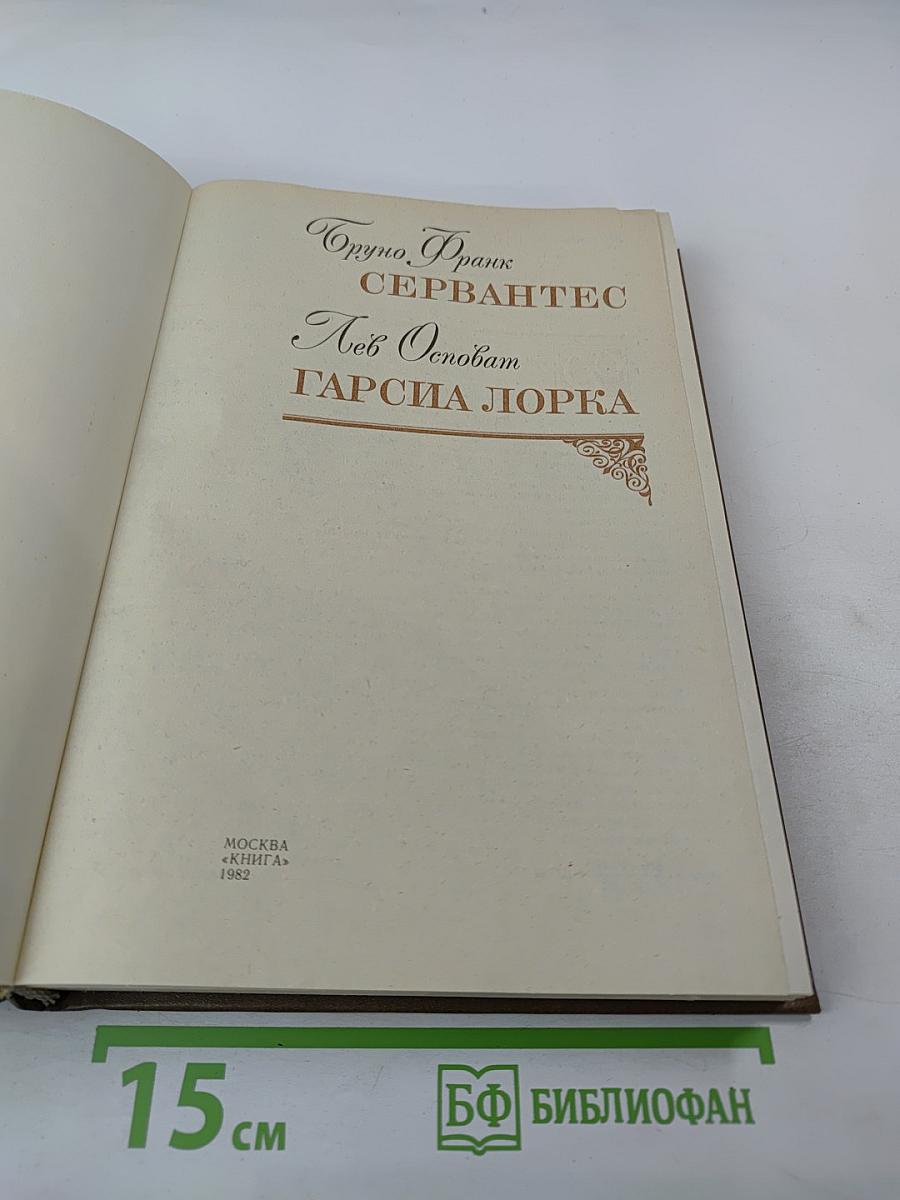 Бруно Франк
СЕРВАНТЕС
Лев Осповат
ГАРСИА ЛОРКА
МОСКВА
«КНИГА»
1982
15 см
БФ БИБЛИОФАН